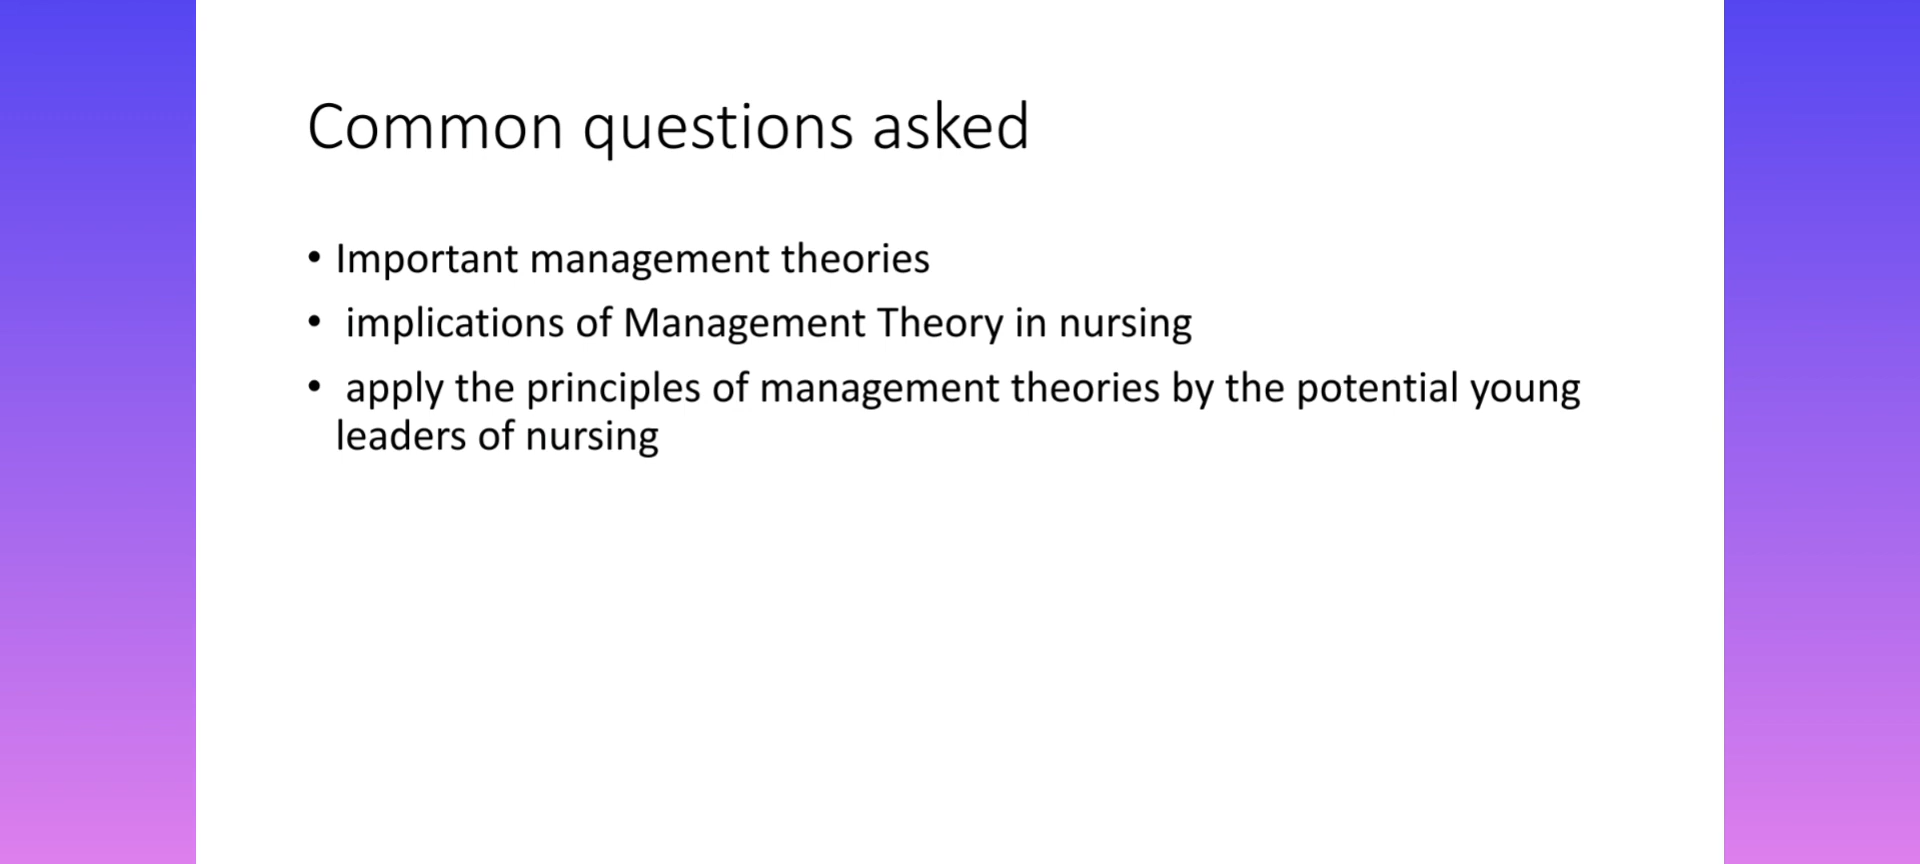 Common questions asked
• Important management theories
• implications of Management Theory in nursing
• apply the principles of management theories by the potential young
leaders of nursing